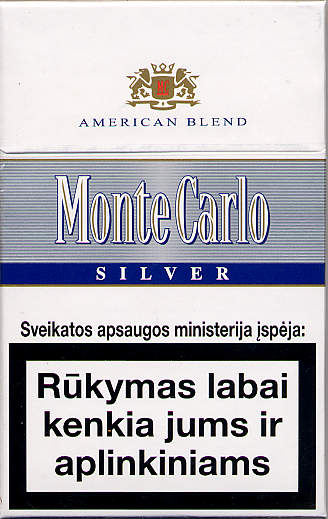 AMERICAN BLEND
Monte Carlo
SILVER
Sveikatos apsaugos ministerija įspėja:
Rūkymas labai
kenkia jums ir
aplinkiniams